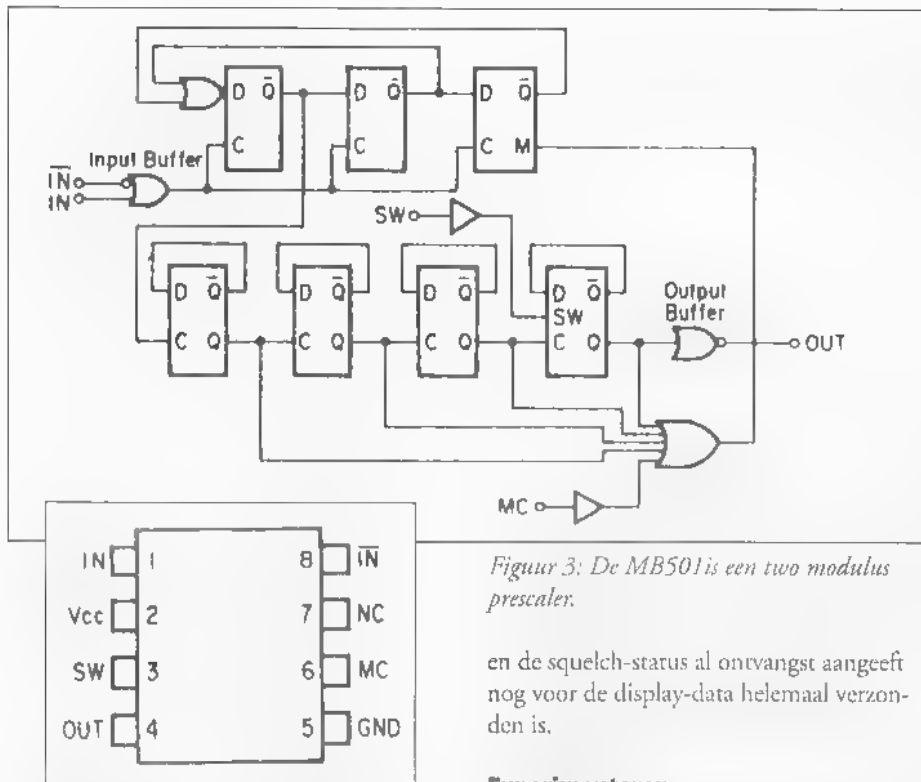 D Q̅ D Q̅ D Q̅
C C C M
Input Buffer
I̅N̅
IN
SW
D Q̅ D Q̅ D Q̅ D Q̅
SW
C Q C Q C Q C Q
Output
Buffer
OUT
MC
IN 1 8 I̅N̅
Vcc 2 7 NC
SW 3 6 MC
OUT 4 5 GND
Figuur 3: De MB501is een two modulus
prescaler.
en de squelch-status al ontvangst aangeeft
nog voor de display-data helemaal verzon-
den is.